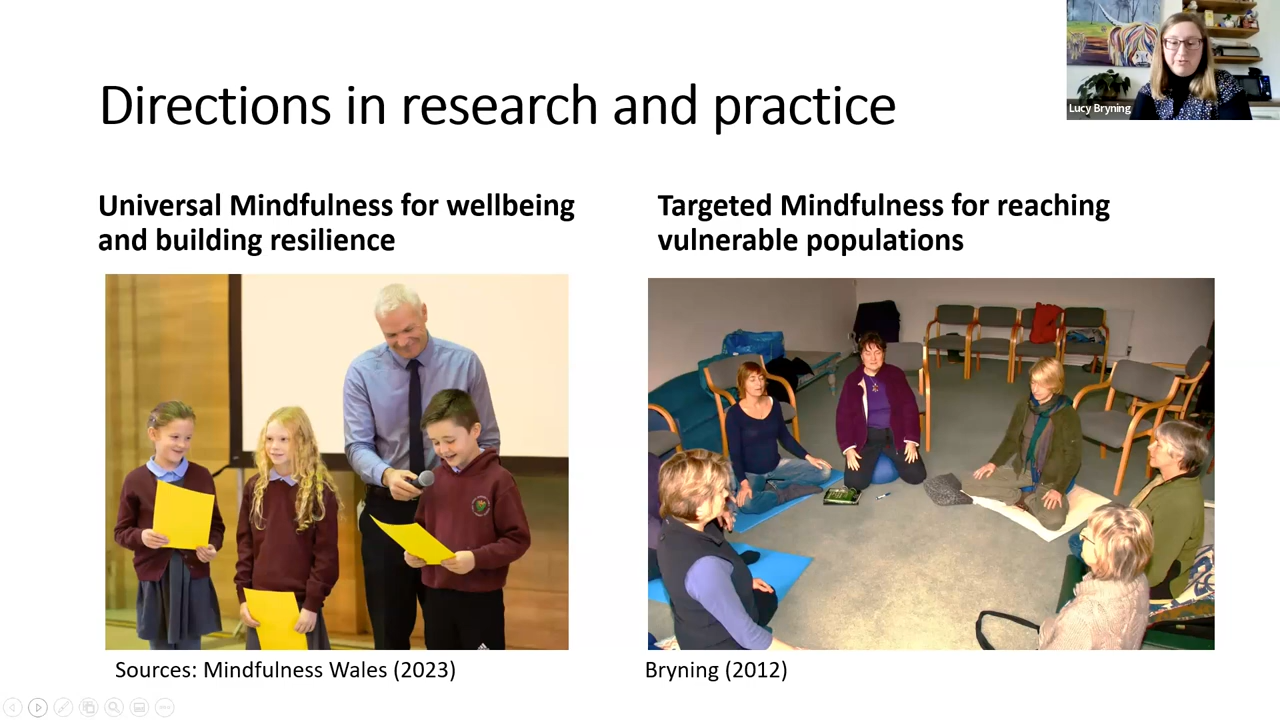 Directions in research and practice
Lucy Bryning
Universal Mindfulness for wellbeing
and building resilience
Targeted Mindfulness for reaching
vulnerable populations
Sources: Mindfulness Wales (2023)
Bryning (2012)